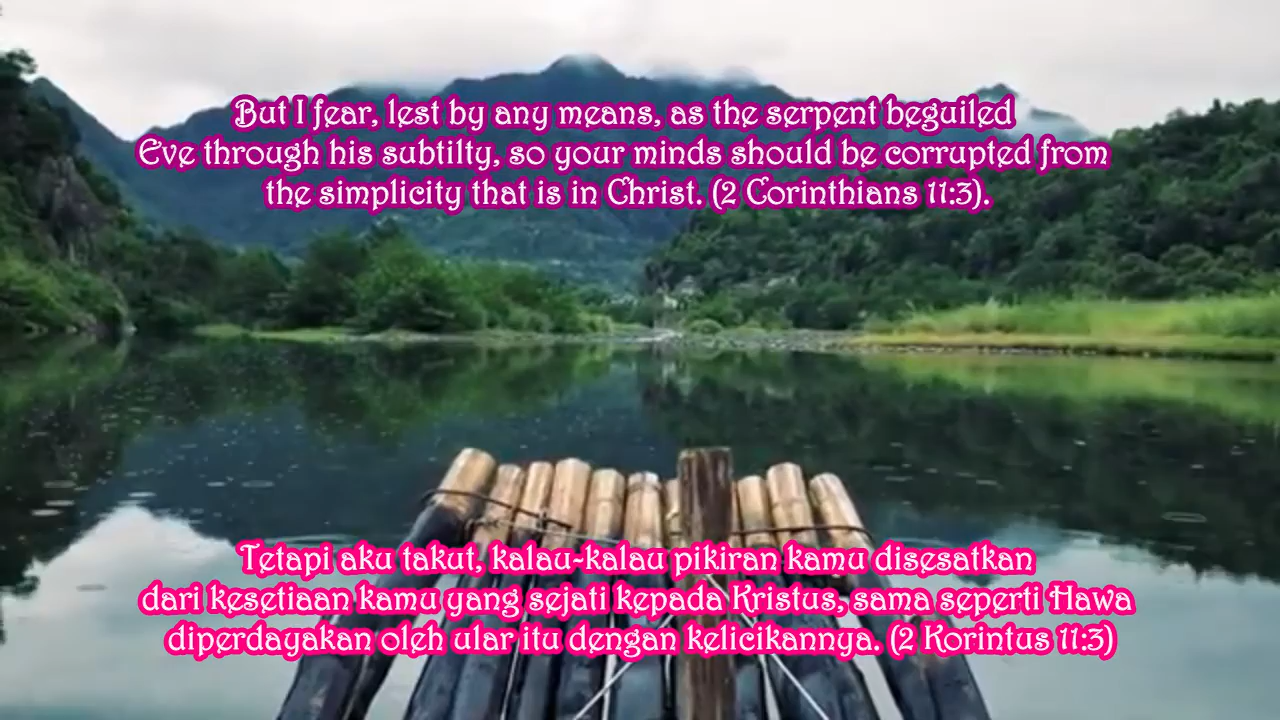 But I fear, lest by any means, as the serpent beguiled
Eve through his subtilty, so your minds should be corrupted from
the simplicity that is in Christ. (2 Corinthians 11:3).
Tetapi aku takut, kalau-kalau pikiran kamu disesatkan
dari kesetiaan kamu yang sejati kepada Kristus, sama seperti Hawa
diperdayakan oleh ular itu dengan kelicikannya. (2 Korintus 11:3)